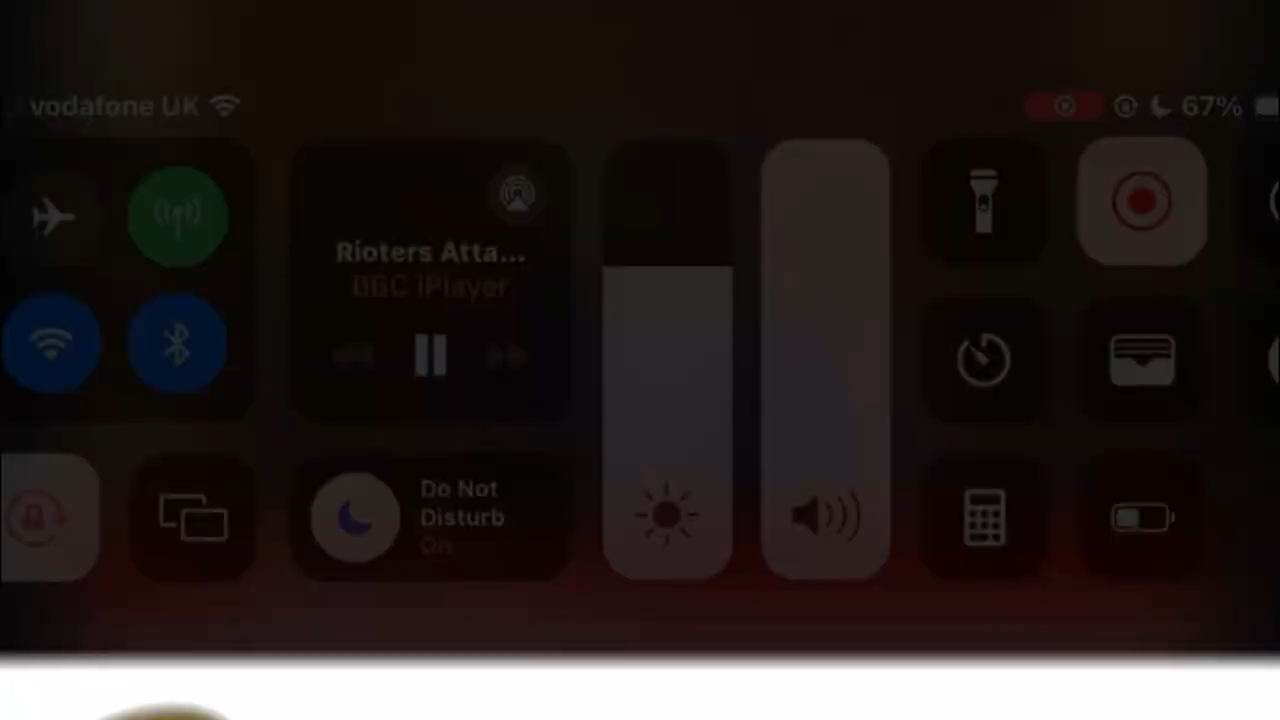 vodafone UK
67%
Rioters Atta...
BBC iPlayer
Do Not
Disturb
On